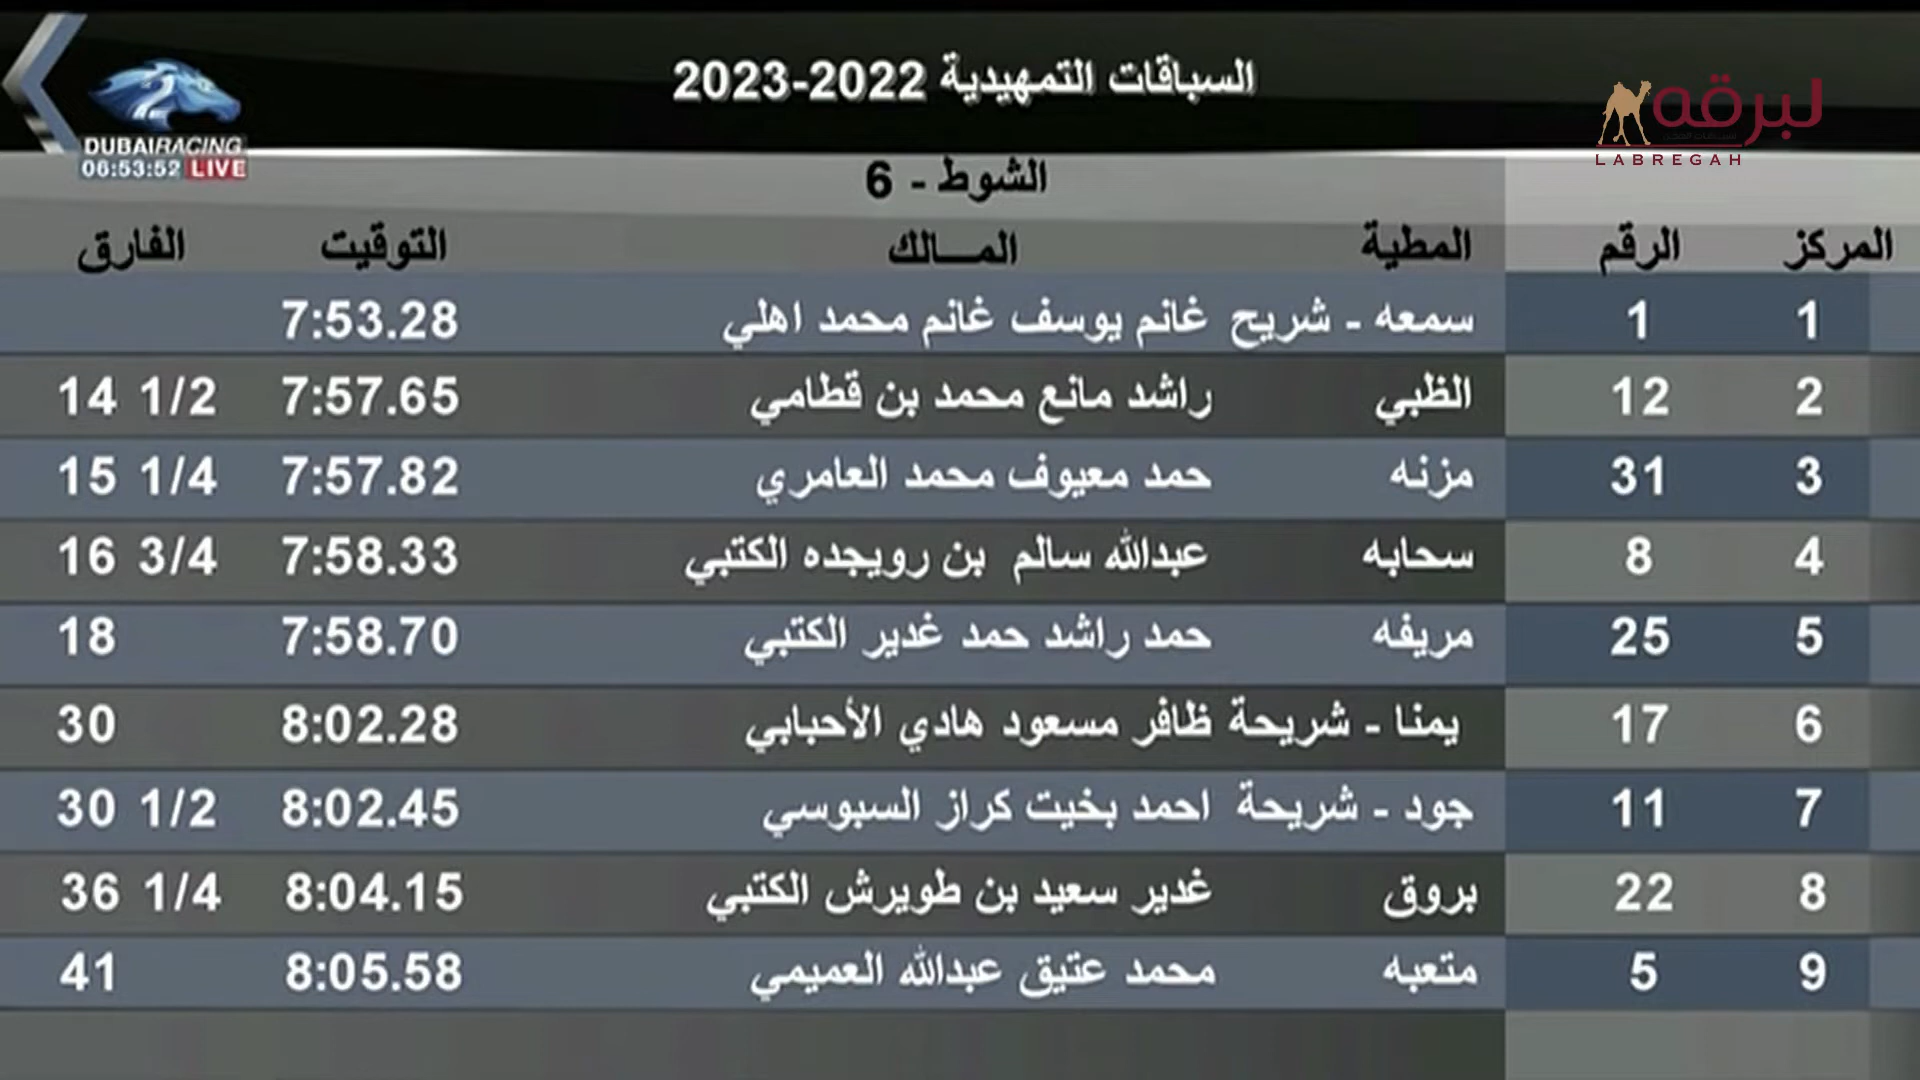 السباقات التمهيدية 2022-2023
لبرقه
LABREGAH
DUBAI RACING
06:53:52 LIVE
الشوط - 6
المركز الرقم المطية المـــالك التوقيت الفارق
1 1 سمعه - شريح غانم يوسف غانم محمد اهلي 7:53.28
2 12 الظبي راشد مانع محمد بن قطامي 7:57.65 14 1/2
3 31 مزنه حمد معيوف محمد العامري 7:57.82 15 1/4
4 8 سحابه عبدالله سالم بن رويجده الكتبي 7:58.33 16 3/4
5 25 مريفه حمد راشد حمد غدير الكتبي 7:58.70 18
6 17 يمنا - شريحة ظافر مسعود هادي الأحبابي 8:02.28 30
7 11 جود - شريحة احمد بخيت كراز السبوسي 8:02.45 30 1/2
8 22 بروق غدير سعيد بن طويرش الكتبي 8:04.15 36 1/4
9 5 متعبه محمد عتيق عبدالله العميمي 8:05.58 41